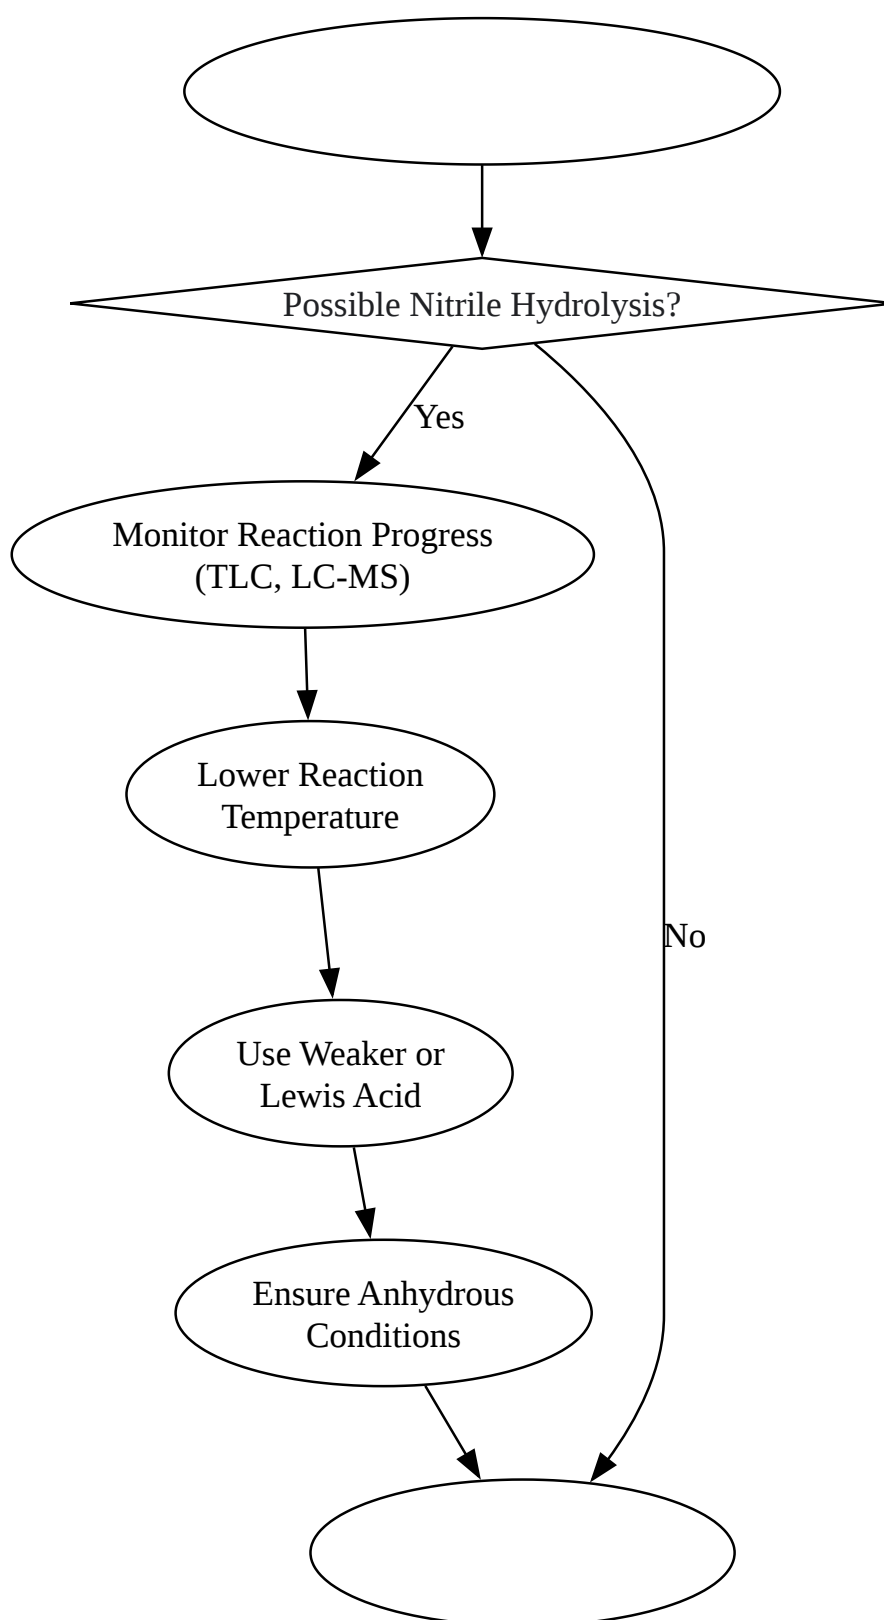 Possible Nitrile Hydrolysis?
Yes
Monitor Reaction Progress
(TLC, LC-MS)
Lower Reaction
Temperature
No
Use Weaker or
Lewis Acid
Ensure Anhydrous
Conditions